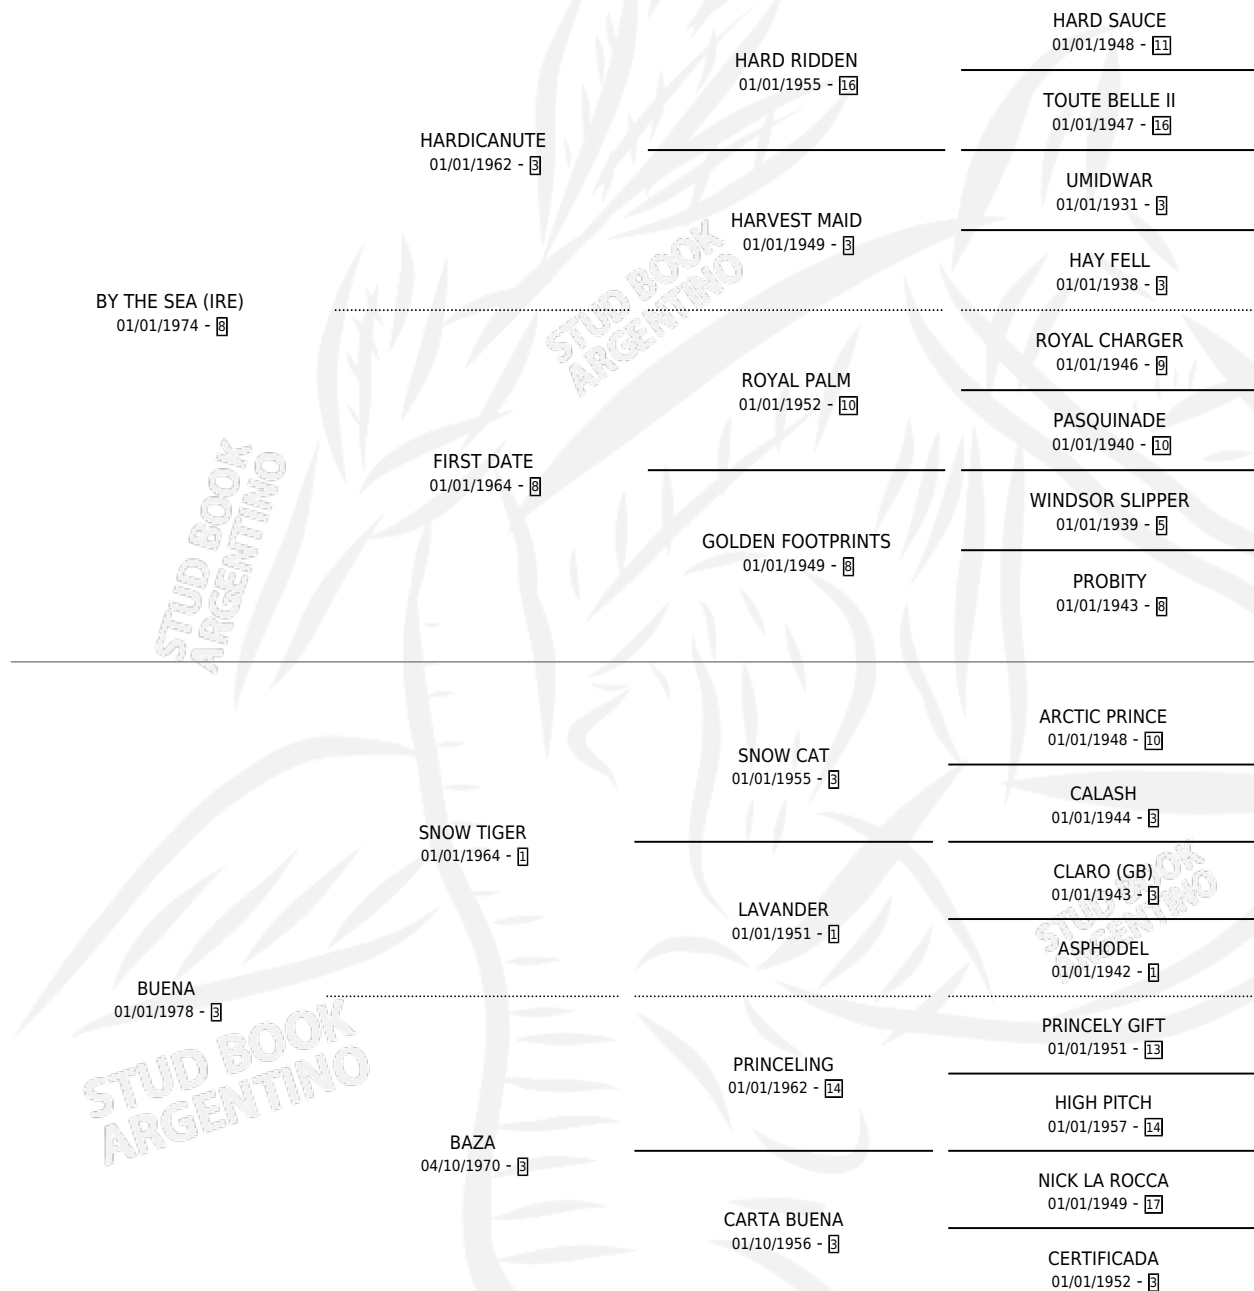 HARD SAUCE
01/01/1948 - 11
HARD RIDDEN
01/01/1955 - 16
TOUTE BELLE II
01/01/1947 - 16
HARDICANUTE
01/01/1962 - 3
UMIDWAR
01/01/1931 - 3
HARVEST MAID
01/01/1949 - 3
HAY FELL
01/01/1938 - 3
BY THE SEA (IRE)
01/01/1974 - 8
STUD BOOK
ARGENTINO
ROYAL CHARGER
01/01/1946 - 9
ROYAL PALM
01/01/1952 - 10
PASQUINADE
01/01/1940 - 10
FIRST DATE
01/01/1964 - 8
WINDSOR SLIPPER
01/01/1939 - 5
GOLDEN FOOTPRINTS
01/01/1949 - 8
PROBITY
01/01/1943 - 8
STUD BOOK
ARGENTINO
ARCTIC PRINCE
01/01/1948 - 10
SNOW CAT
01/01/1955 - 3
CALASH
01/01/1944 - 3
SNOW TIGER
01/01/1964 - 1
CLARO (GB)
01/01/1943 - 3
STUD BOOK
ARGENTINO
LAVANDER
01/01/1951 - 1
ASPHODEL
01/01/1942 - 1
BUENA
01/01/1978 - 3
STUD BOOK
ARGENTINO
PRINCELY GIFT
01/01/1951 - 13
PRINCELING
01/01/1962 - 14
HIGH PITCH
01/01/1957 - 14
BAZA
04/10/1970 - 3
NICK LA ROCCA
01/01/1949 - 17
CARTA BUENA
01/10/1956 - 3
CERTIFICADA
01/01/1952 - 3